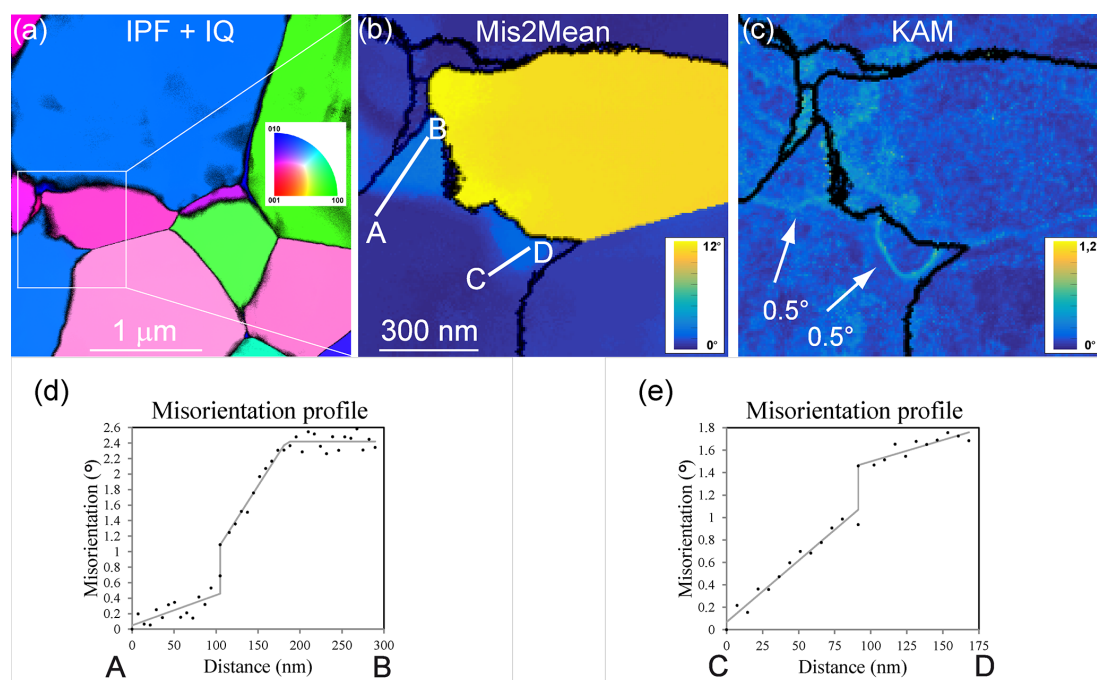 (a) IPF + IQ
010
001 100
1 μm
(b) Mis2Mean
B
A
D
C
12°
0°
300 nm
(c) KAM
0.5°
0.5°
1,2
0°
(d)
Misorientation profile
Misorientation (°)
2.6
2.4
2.2
2
1.8
1.6
1.4
1.2
1
0.8
0.6
0.4
0.2
0
0 50 100 150 200 250 300
A Distance (nm) B
(e)
Misorientation profile
Misorientation (°)
1.8
1.6
1.4
1.2
1
0.8
0.6
0.4
0.2
0
0 25 50 75 100 125 150 175
C Distance (nm) D